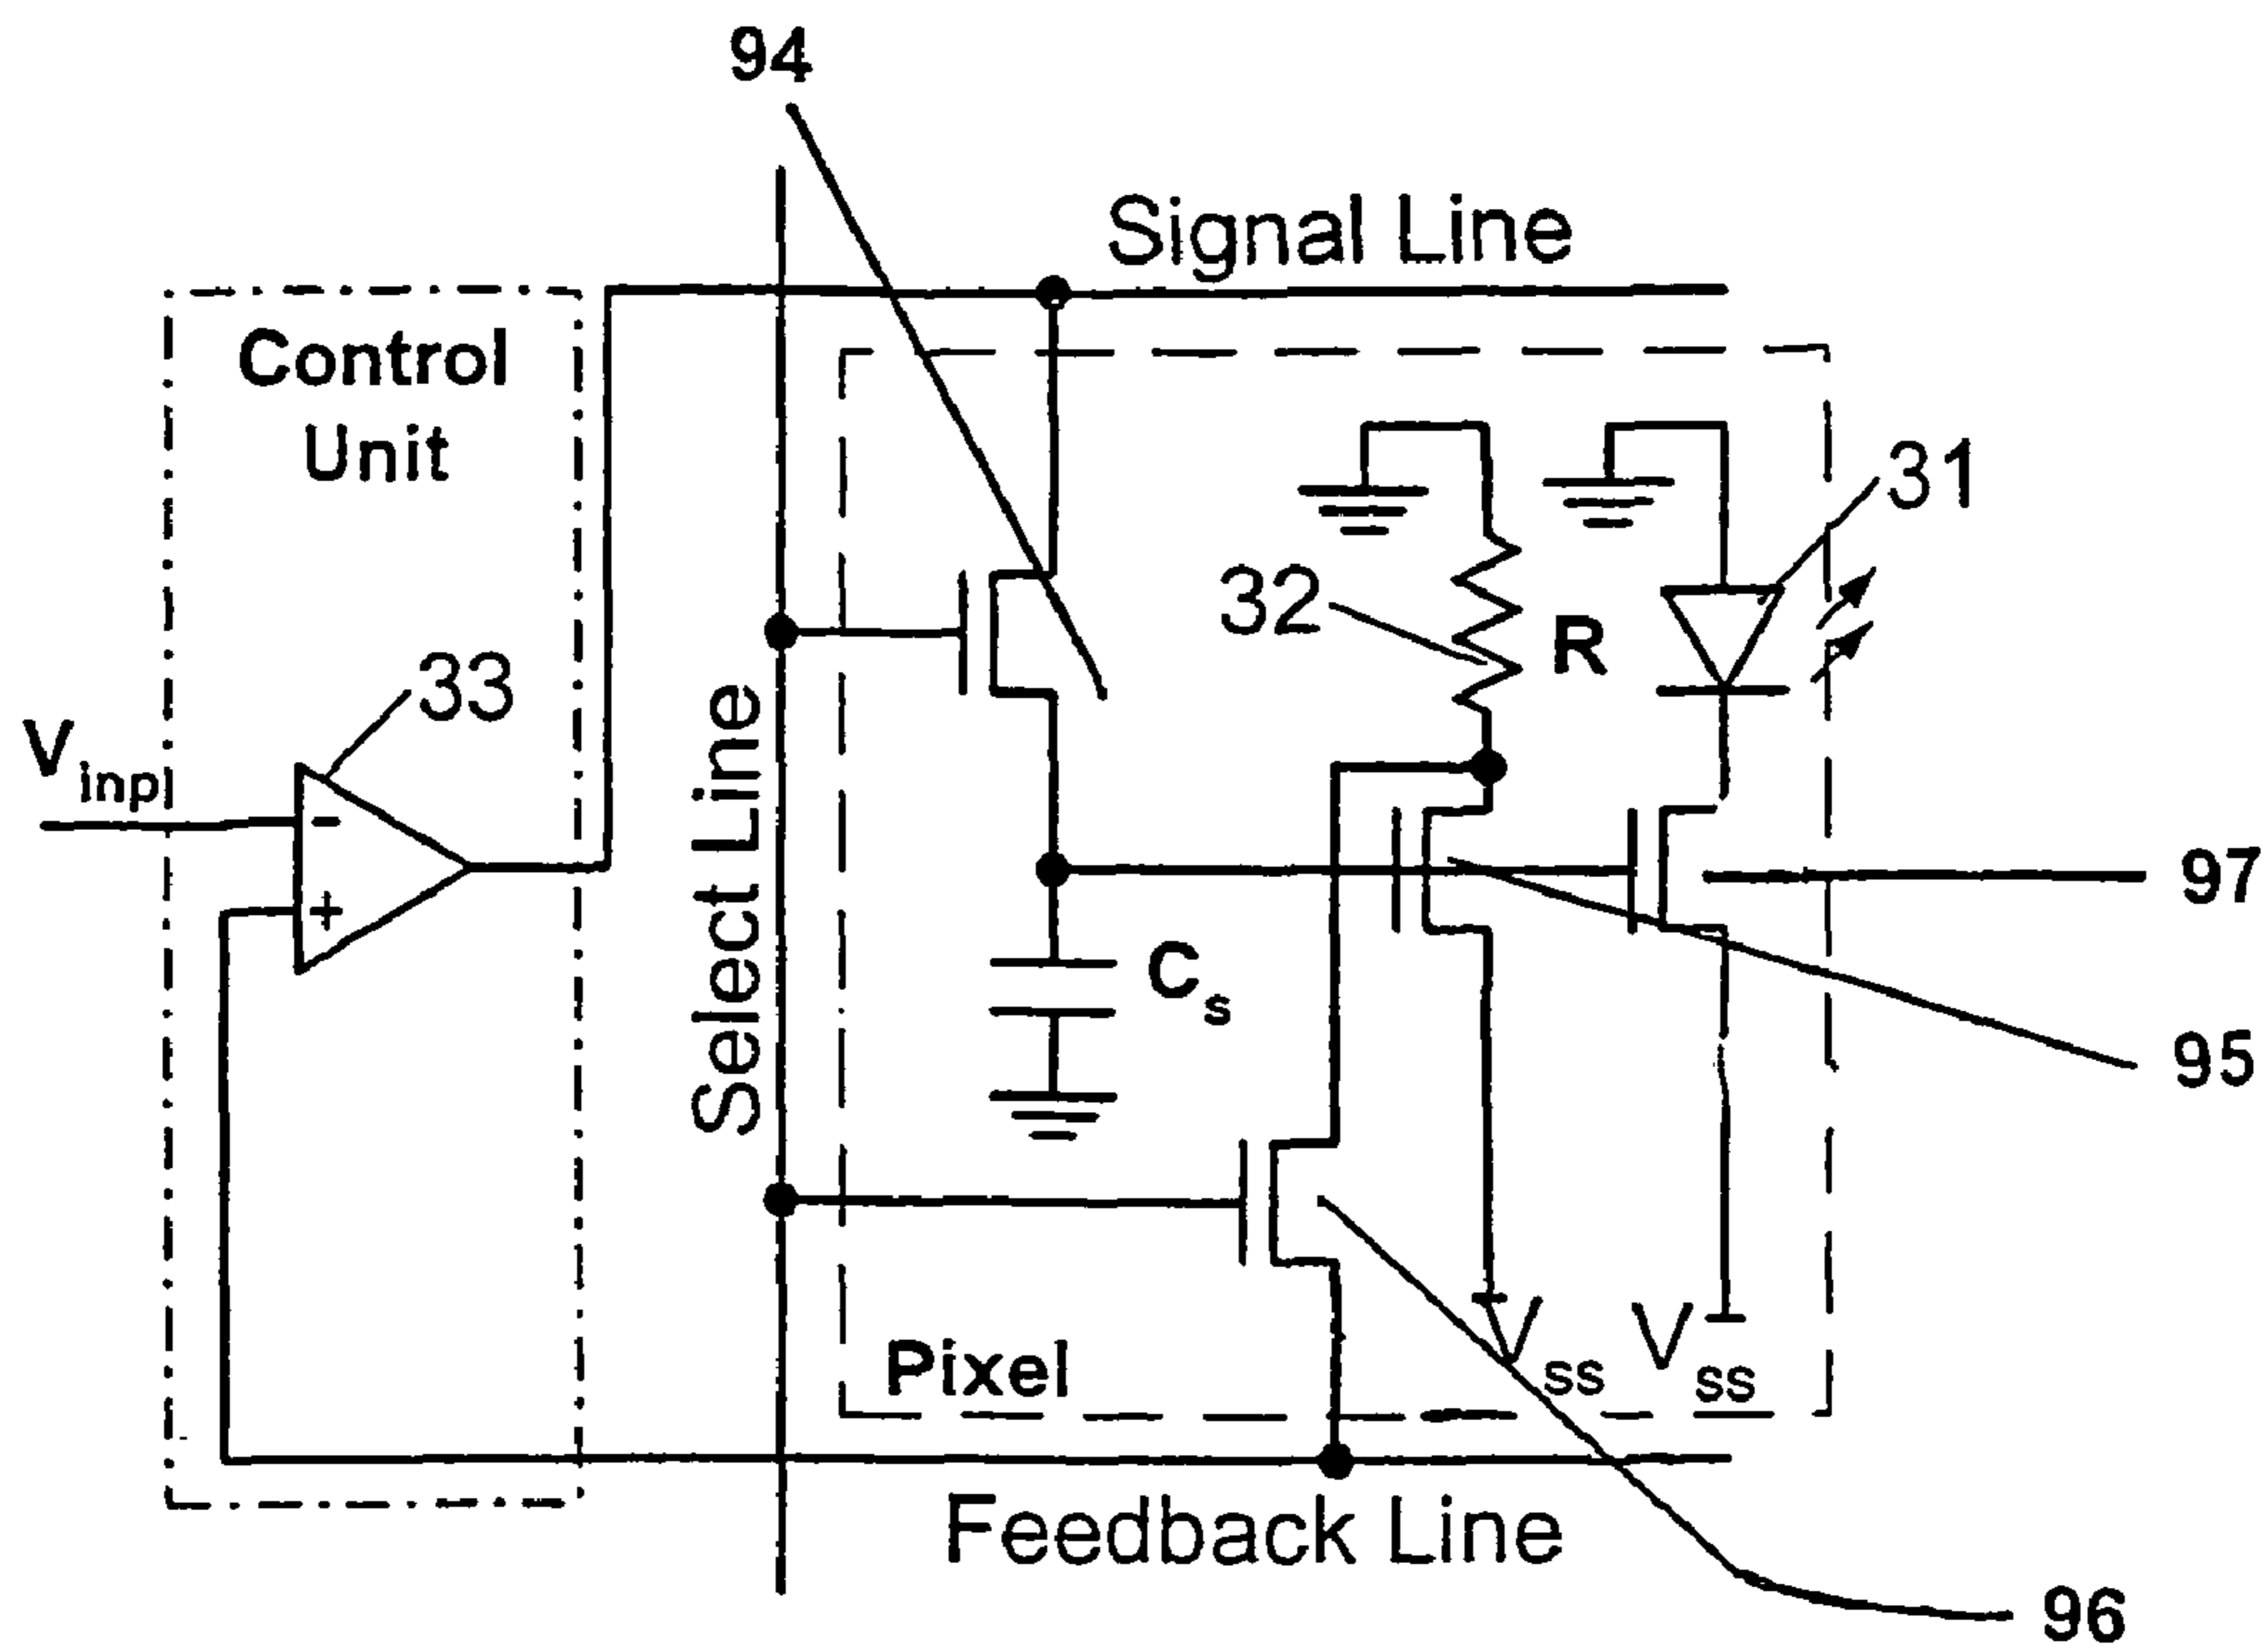 94
Signal Line
Control
Unit
31
32
R
33
V inp
Select Line
97
C s
95
V ss
V ss
Pixel
-
+
Feedback Line
96